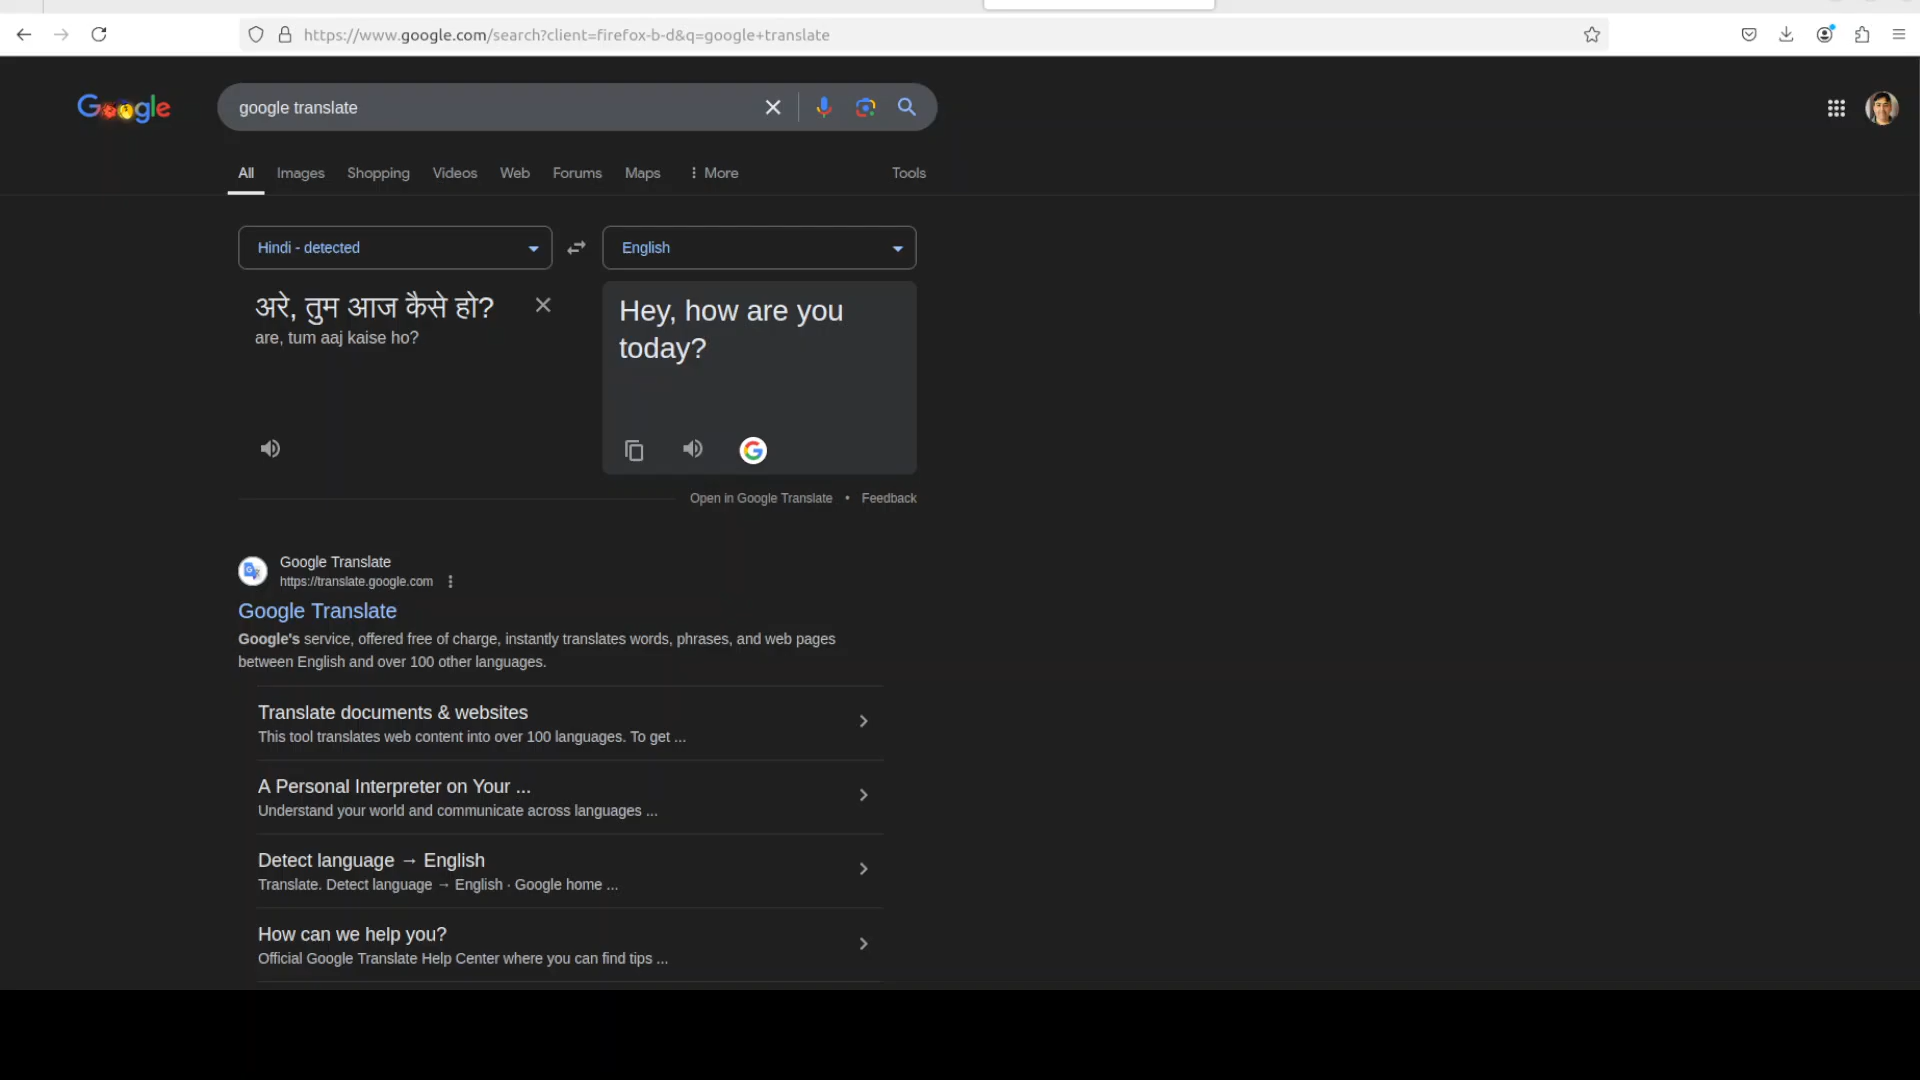 https://www.google.com/search?client=firefox-b-d&q=google+translate
Google
google translate
All Images Shopping Videos Web Forums Maps More Tools
Hindi - detected
English
अरे, तुम आज कैसे हो?
are, tum aaj kaise ho?
Hey, how are you
today?
Open in Google Translate • Feedback
Google Translate
https://translate.google.com
Google Translate
Google's service, offered free of charge, instantly translates words, phrases, and web pages
between English and over 100 other languages.
Translate documents & websites
This tool translates web content into over 100 languages. To get ...
A Personal Interpreter on Your ...
Understand your world and communicate across languages ...
Detect language → English
Translate. Detect language → English · Google home ...
How can we help you?
Official Google Translate Help Center where you can find tips ...